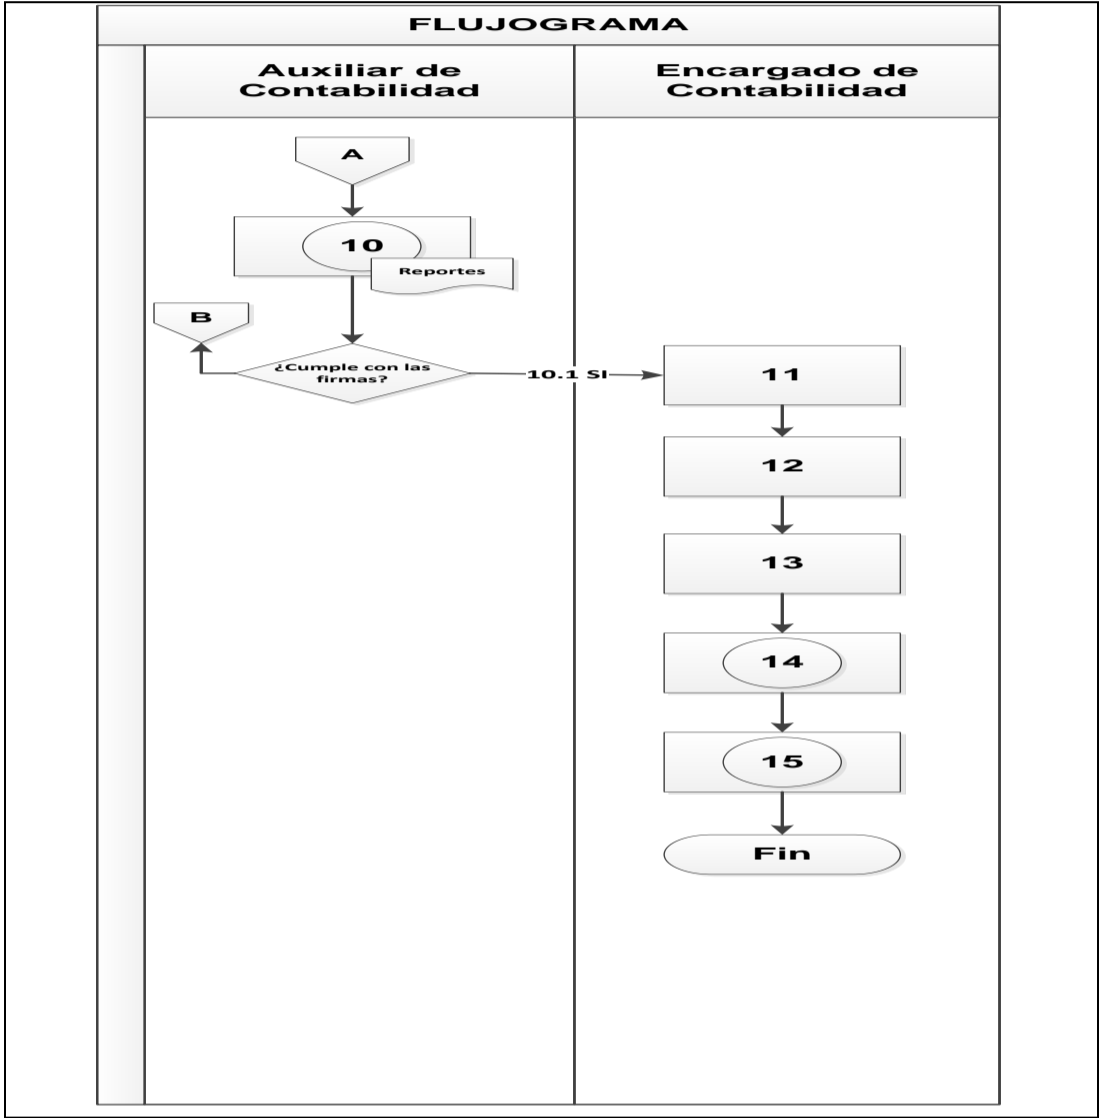 FLUJOGRAMA
Auxiliar de
Contabilidad
Encargado de
Contabilidad
A
10
Reportes
B
¿Cumple con las
firmas?
10.1 SI
11
12
13
14
15
Fin